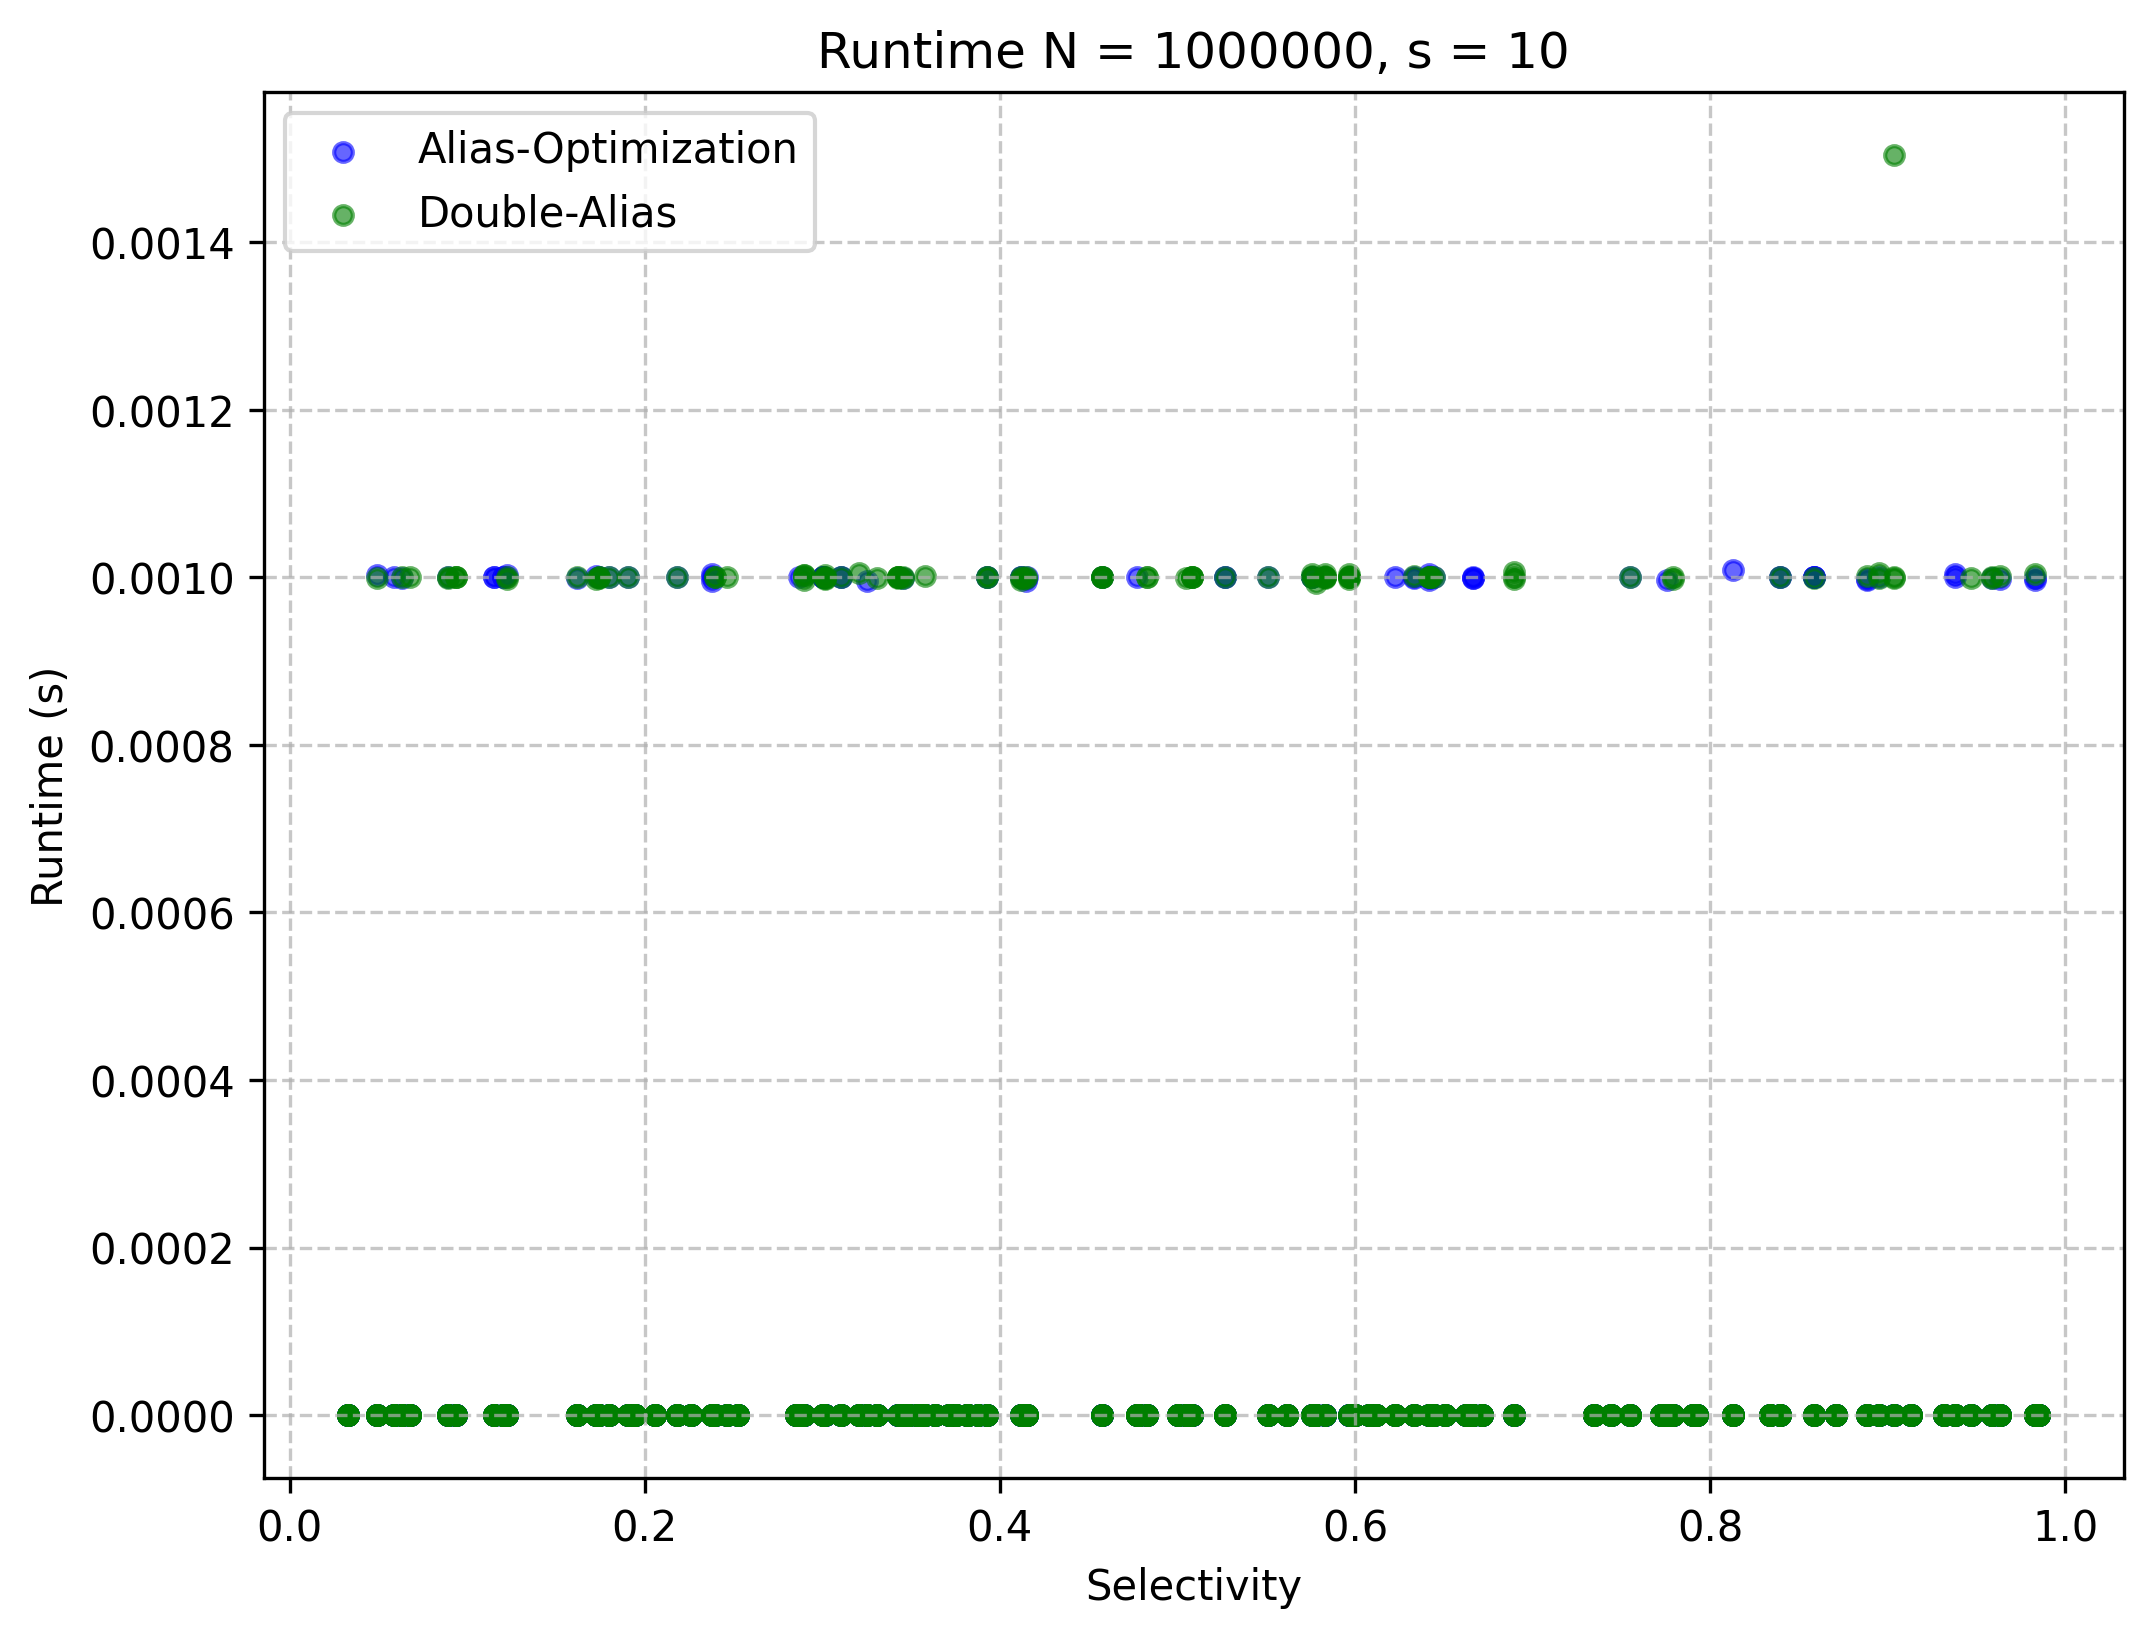 Runtime N = 1000000, s = 10
Alias-Optimization
Double-Alias
0.0014
0.0012
0.0010
0.0008
0.0006
0.0004
0.0002
0.0000
Runtime (s)
0.0 0.2 0.4 0.6 0.8 1.0
Selectivity